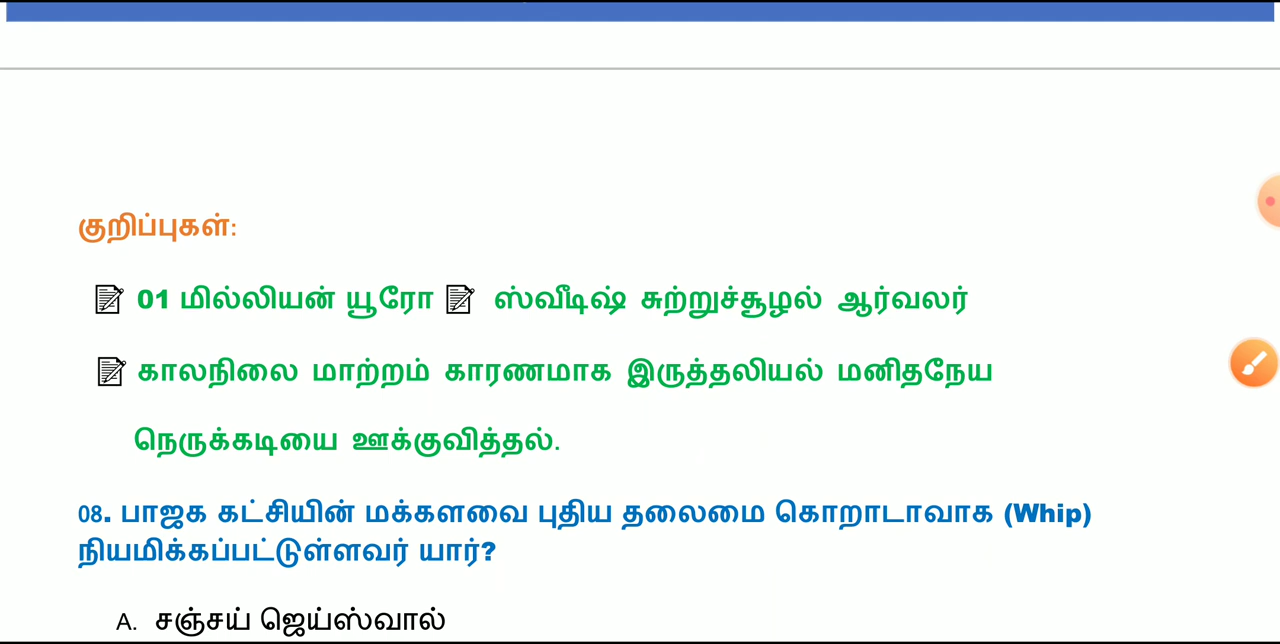 குறிப்புகள்:
01 மில்லியன் யூரோ ஸ்வீடிஷ் சுற்றுச்சூழல் ஆர்வலர்
காலநிலை மாற்றம் காரணமாக இருத்தலியல் மனிதநேய
நெருக்கடியை ஊக்குவித்தல்.
08. பாஜக கட்சியின் மக்களவை புதிய தலைமை கொறாடாவாக (Whip)
நியமிக்கப்பட்டுள்ளவர் யார்?
A. சஞ்சய் ஜெய்ஸ்வால்